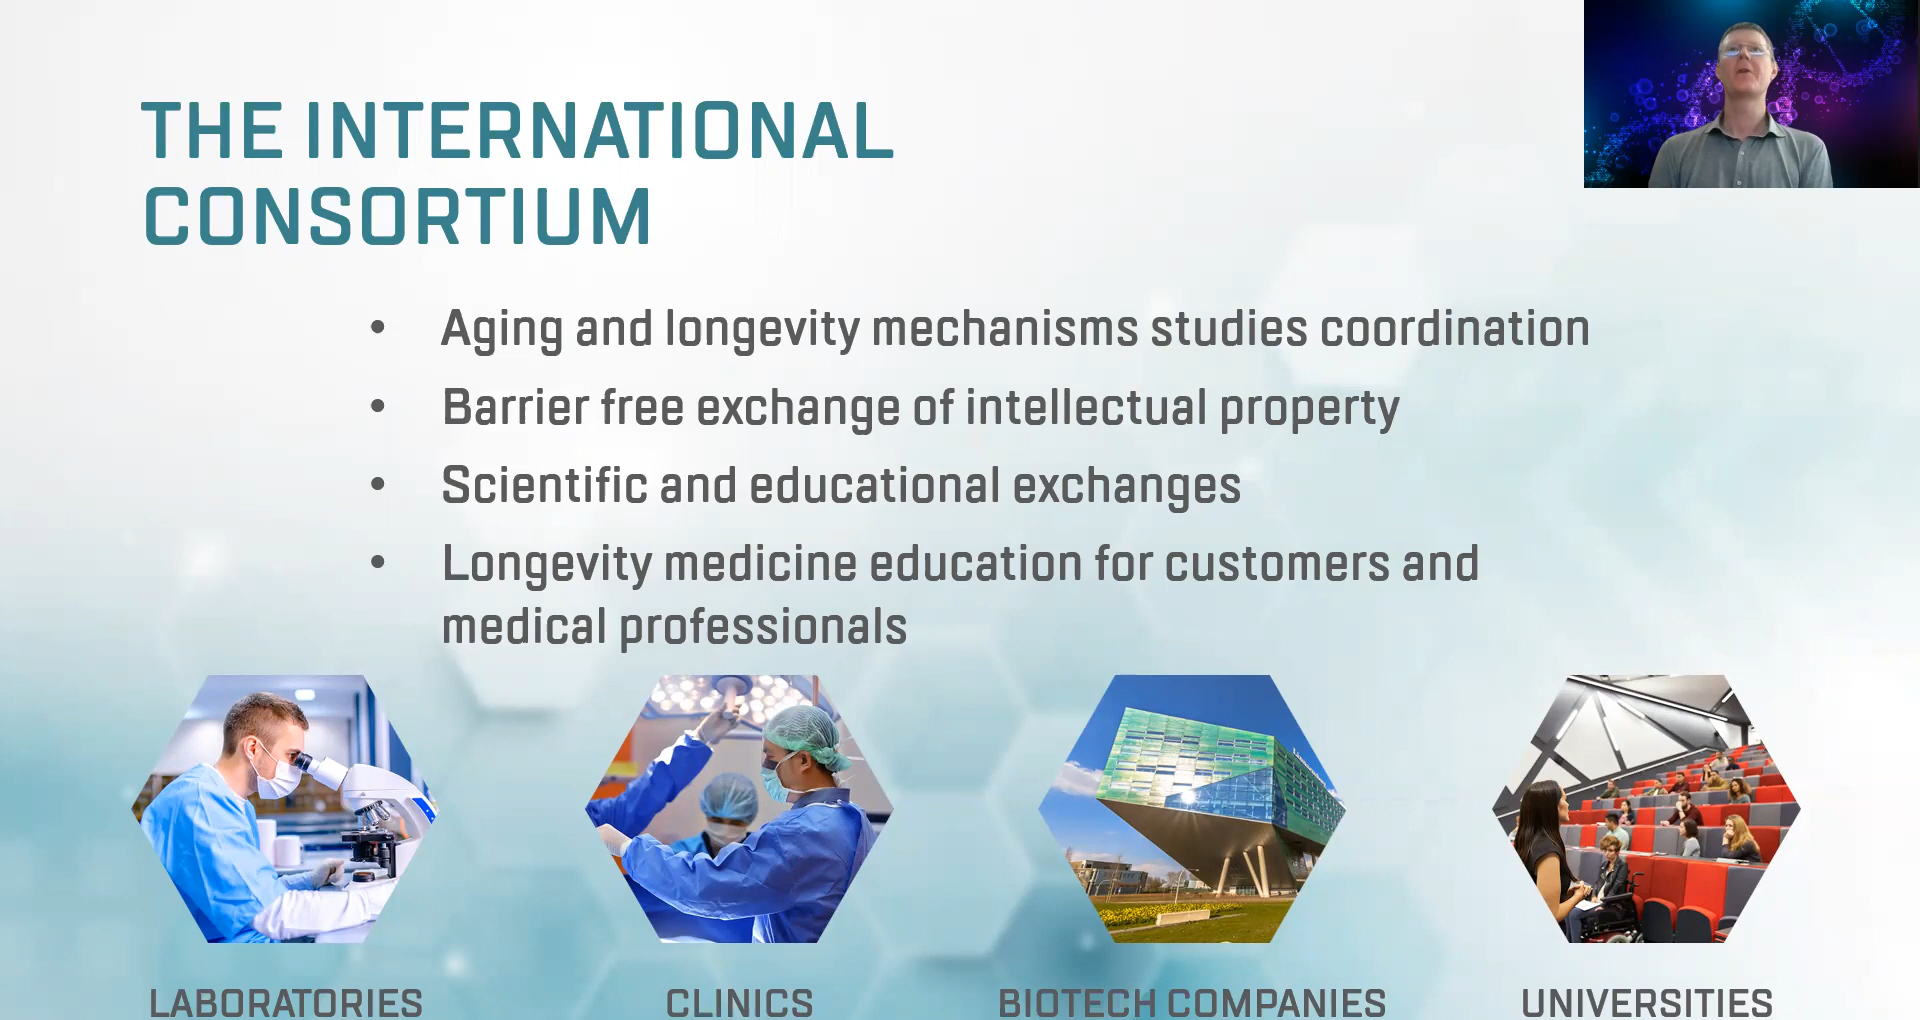 THE INTERNATIONAL
CONSORTIUM
• Aging and longevity mechanisms studies coordination
• Barrier free exchange of intellectual property
• Scientific and educational exchanges
• Longevity medicine education for customers and
medical professionals
LABORATORIES
CLINICS
BIOTECH COMPANIES
UNIVERSITIES